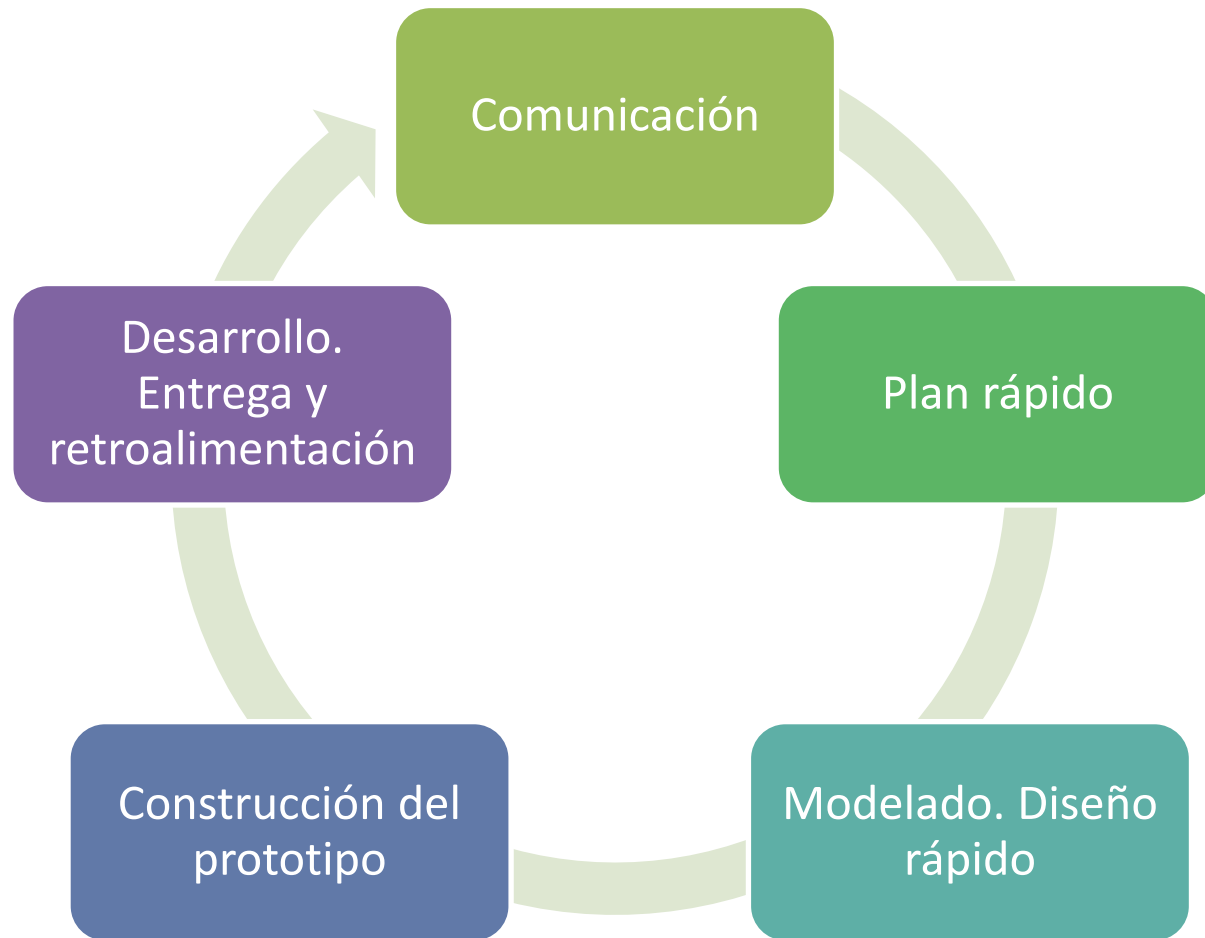 Comunicación
Plan rápido
Modelado. Diseño
rápido
Construcción del
prototipo
Desarrollo.
Entrega y
retroalimentación